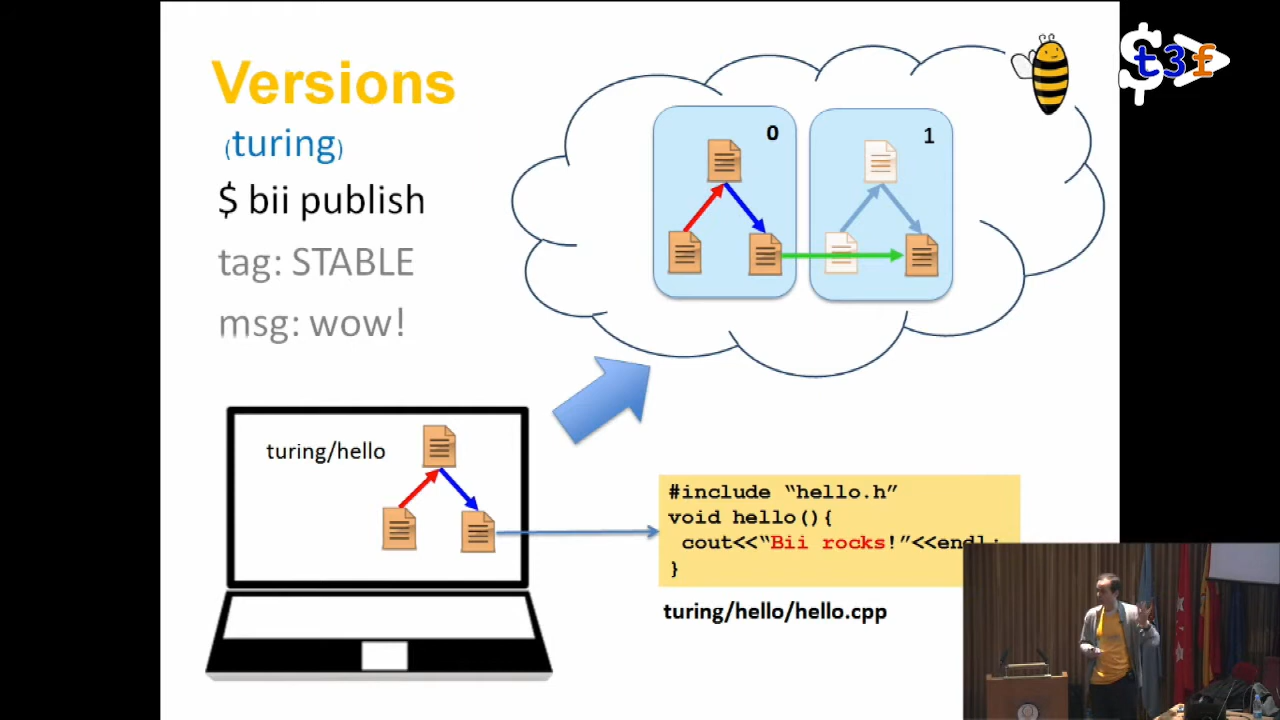 Versions
(turing)
$ bii publish
tag: STABLE
msg: wow!
0
1
$ t3f
turing/hello
#include “hello.h”
void hello(){
cout<<“Bii rocks!”<<endl;
}
turing/hello/hello.cpp